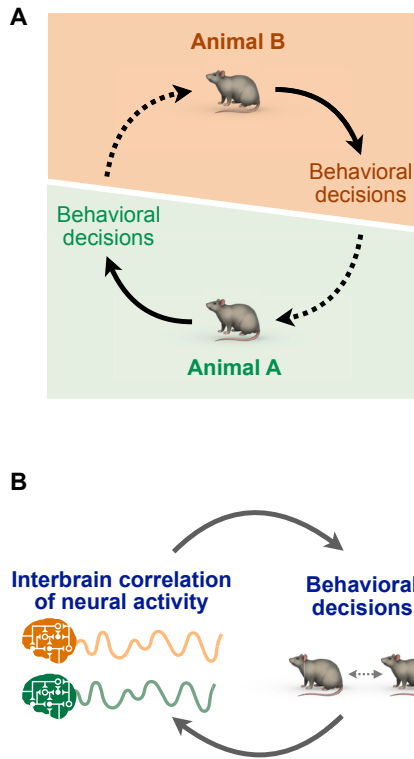 A
Animal B
Behavioral
decisions
Behavioral
decisions
Animal A
B
Interbrain correlation
of neural activity
Behavioral
decisions